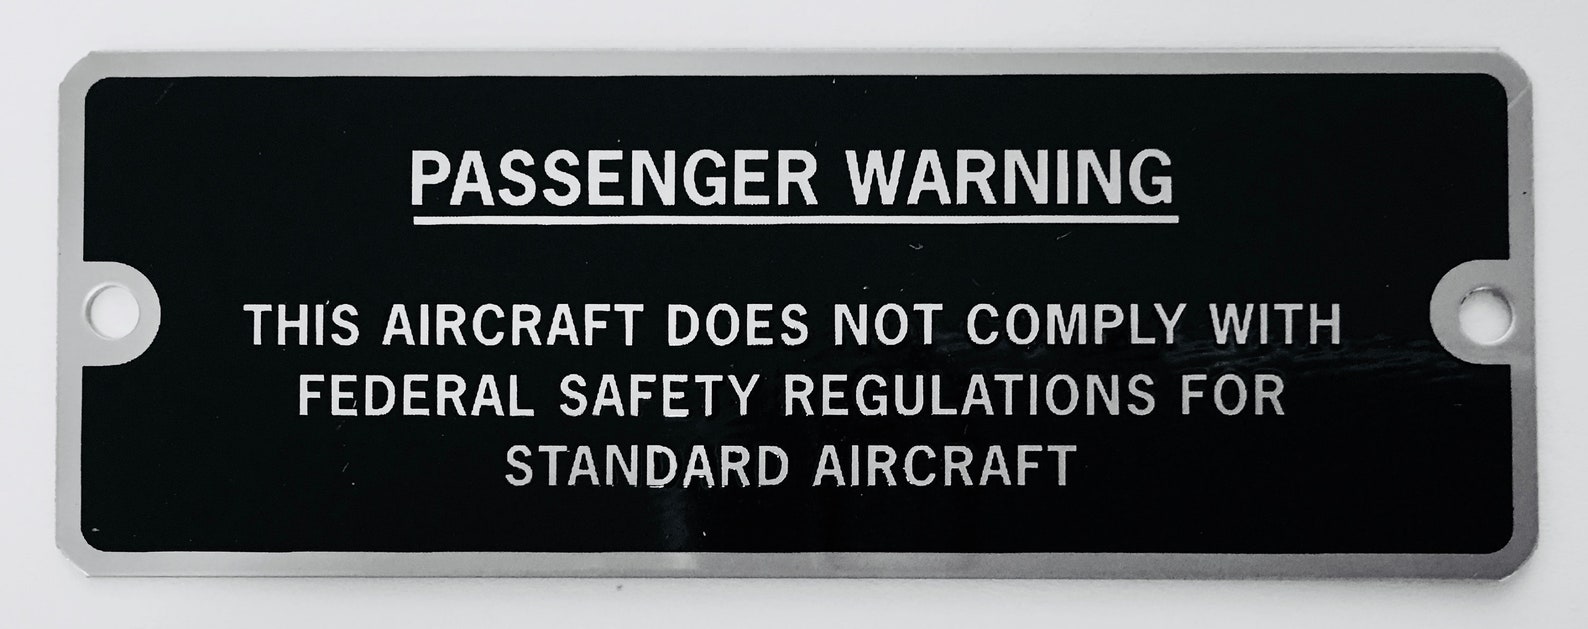 PASSENGER WARNING
THIS AIRCRAFT DOES NOT COMPLY WITH
FEDERAL SAFETY REGULATIONS FOR
STANDARD AIRCRAFT